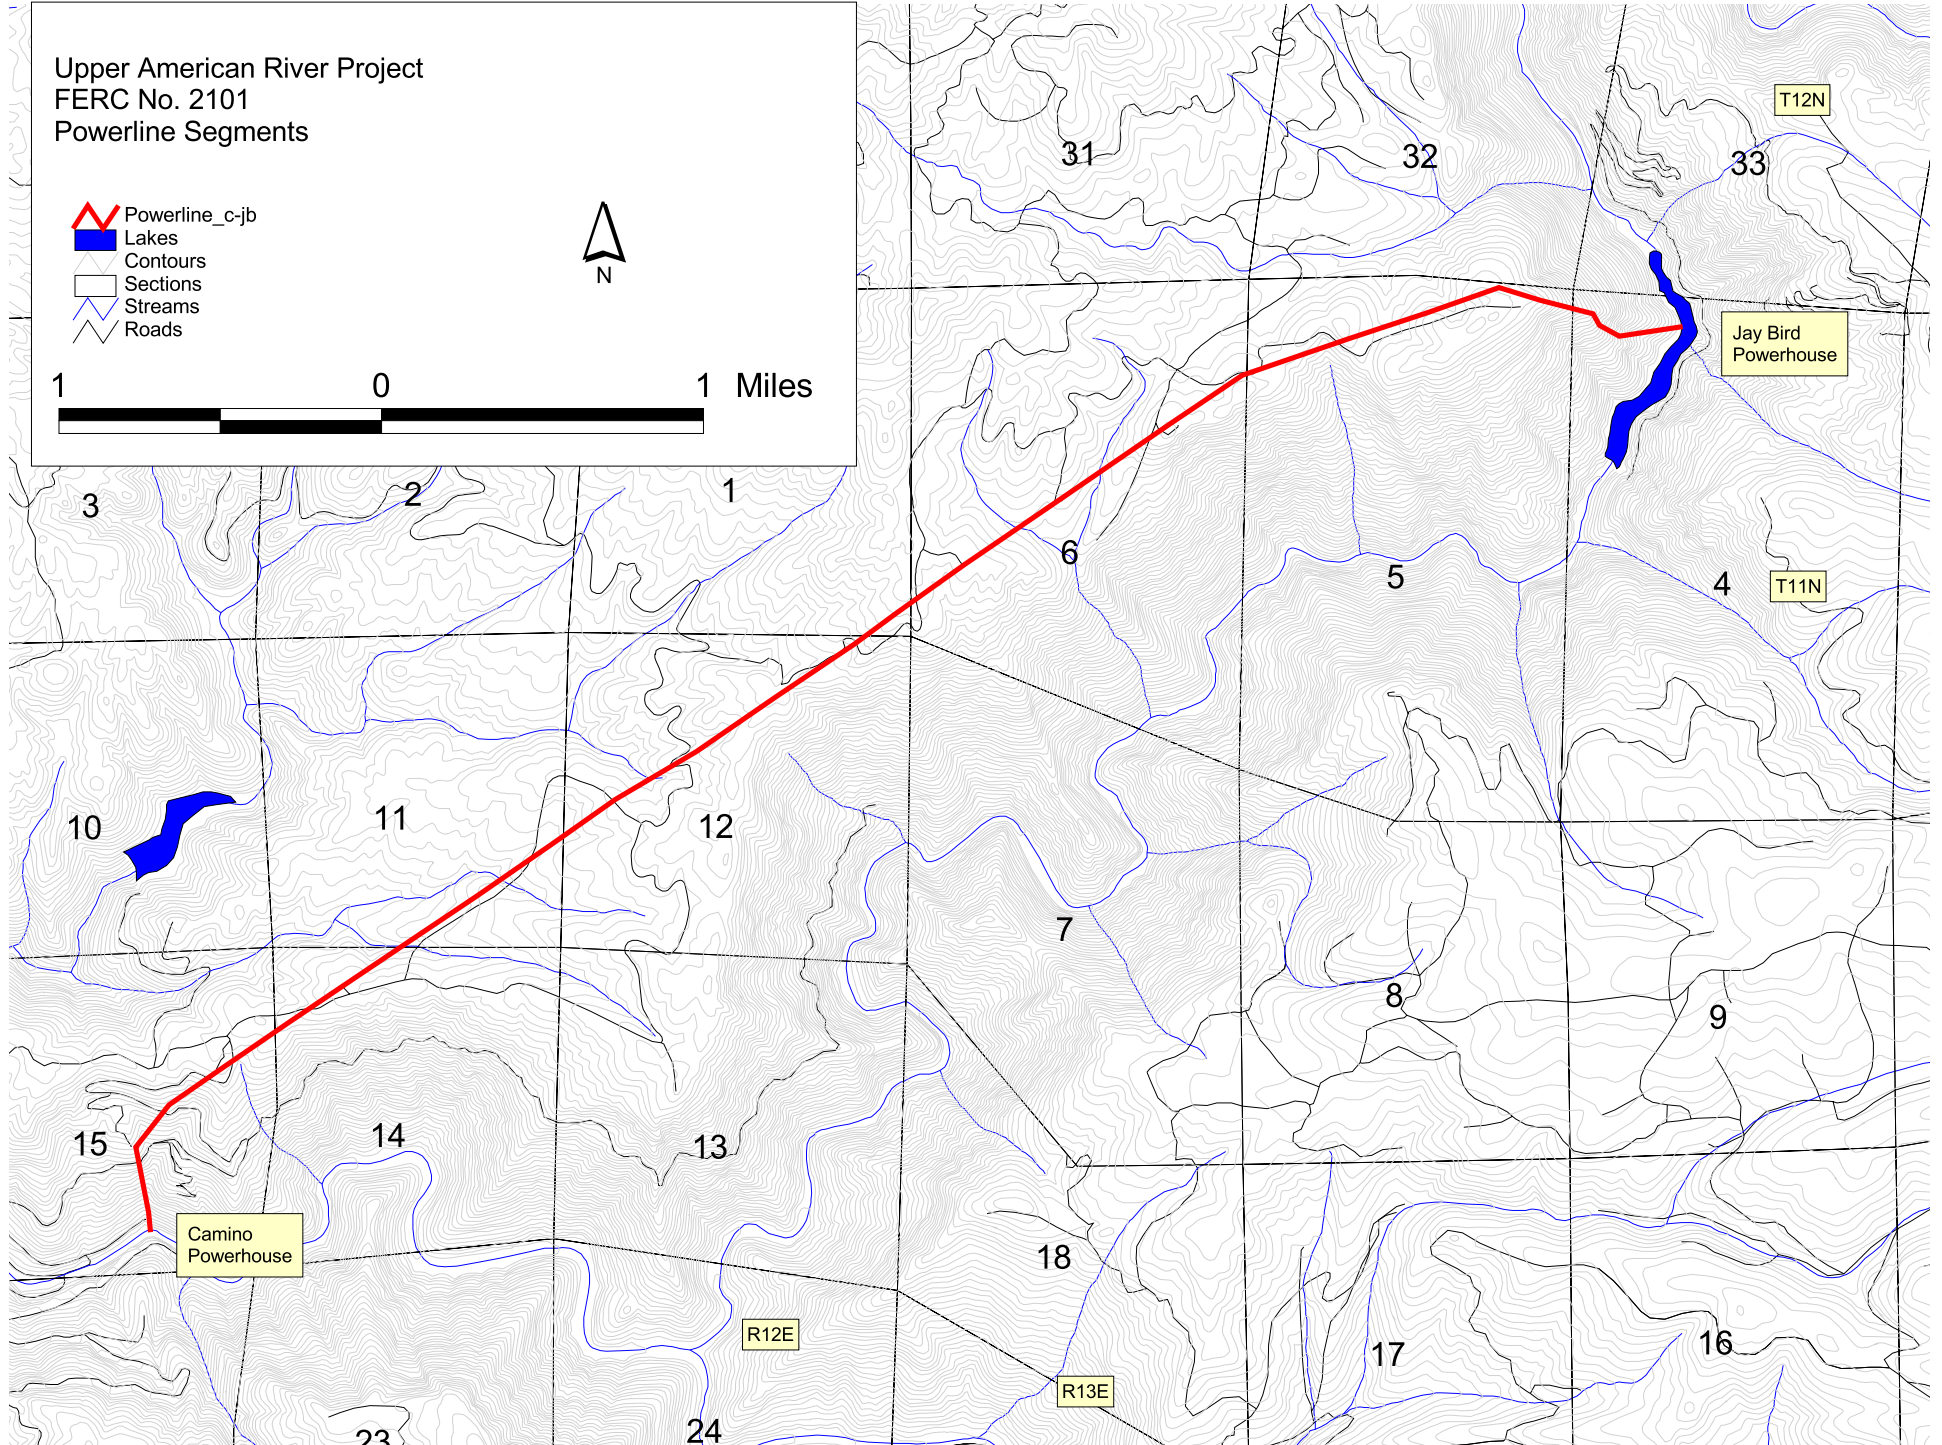 Upper American River Project
FERC No. 2101
Powerline Segments
Powerline_c-jb
Lakes
Contours
Sections
Streams
Roads
N
1 0 1 Miles
T12N
31 32 33
Jay Bird
Powerhouse
3 2 1
6 5 4
T11N
10 11 12
7 8 9
15 14 13
Camino
Powerhouse
18 17 16
R12E
R13E
23 24